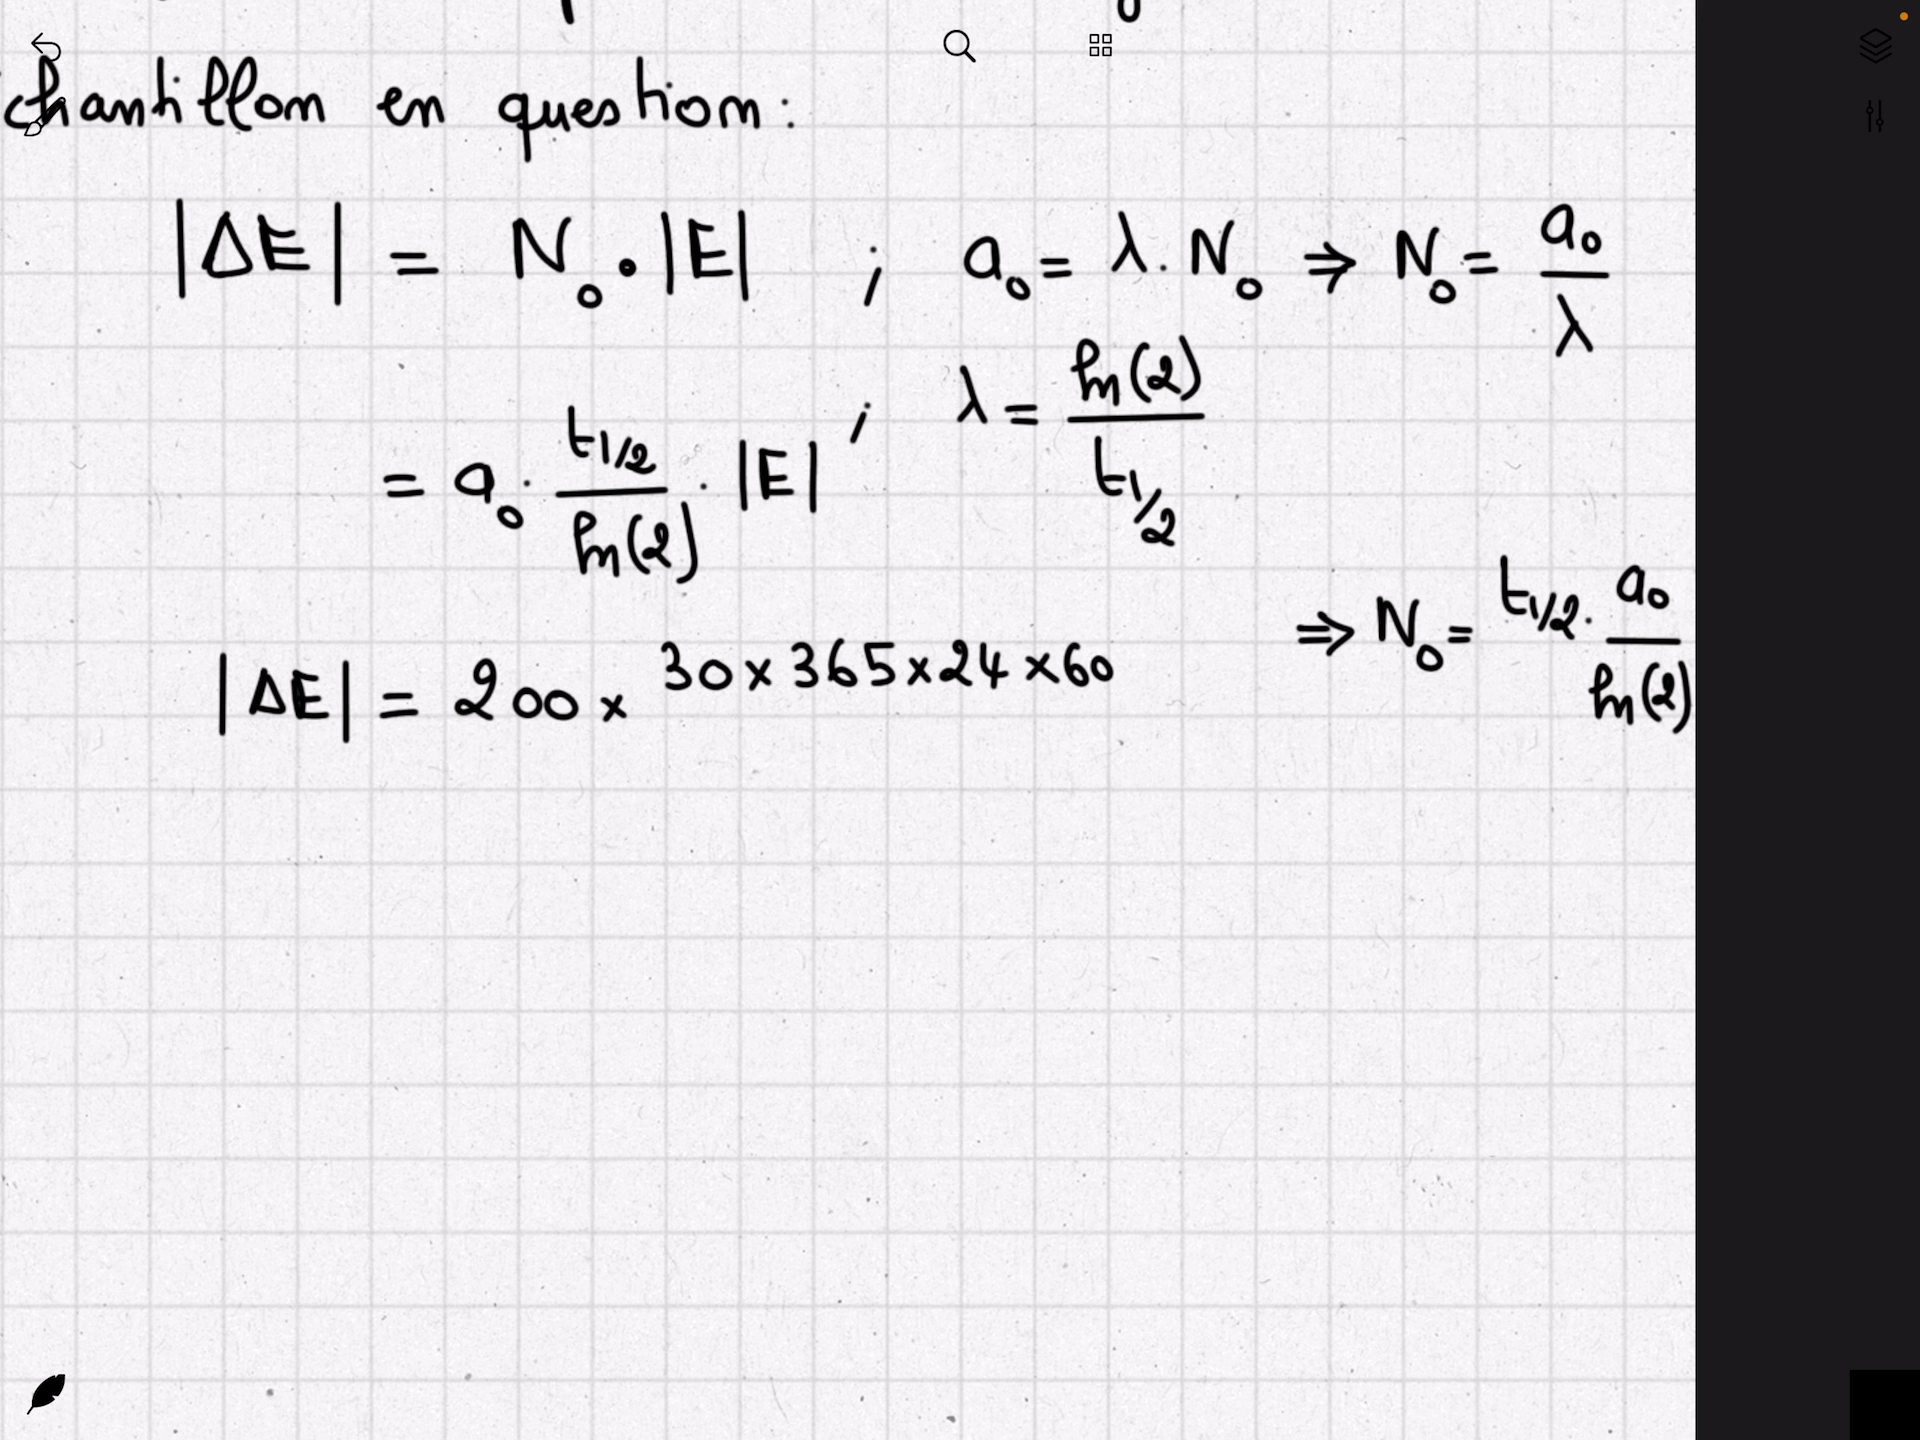 chantillon en question:
|ΔE| = N₀ . |E| ; a₀ = λ . N₀ ⇒ N₀ = a₀/λ
= a₀ . t1/2/ln(2) . |E| ; λ = ln(2)/t1/2
⇒ N₀ = t1/2 . a₀/ln(2)
|ΔE| = 200 × 30 × 365 × 24 × 60